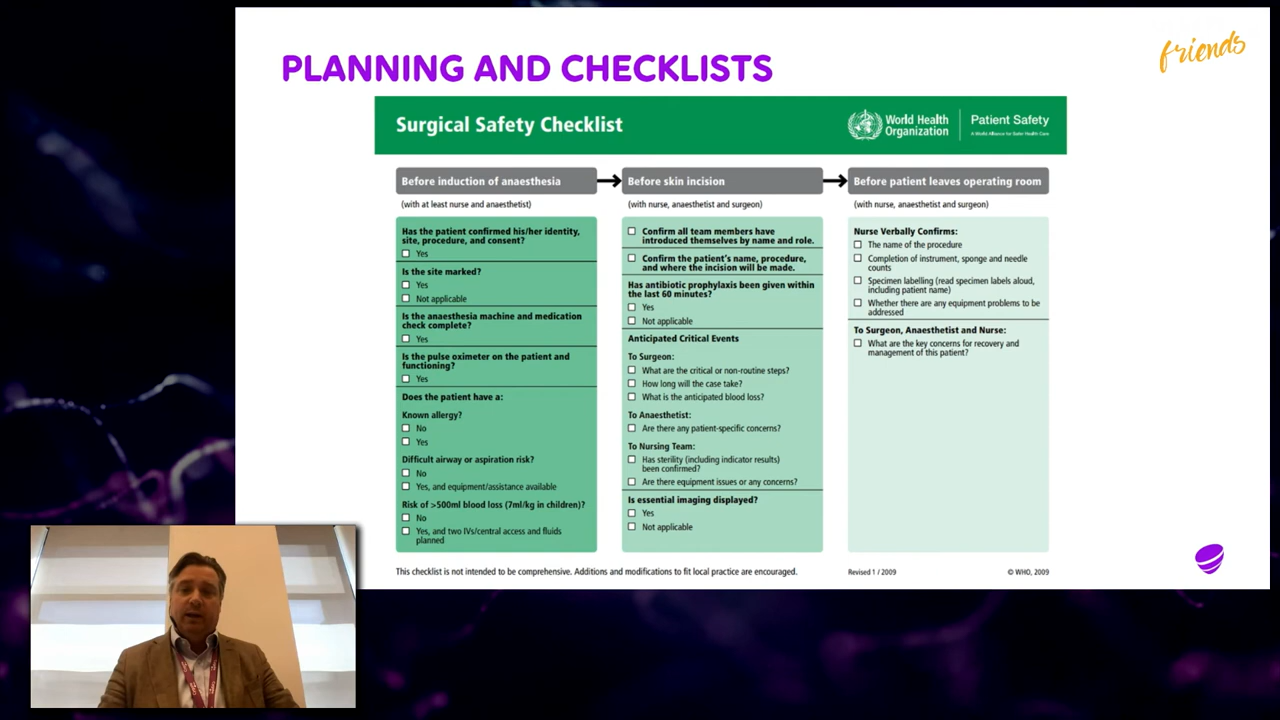 friends
PLANNING AND CHECKLISTS
Surgical Safety Checklist
World Health
Organization
Patient Safety
A World Alliance for Safer Health Care
Before induction of anaesthesia
(with at least nurse and anaesthetist)
Has the patient confirmed his/her identity,
site, procedure, and consent?
Yes
Is the site marked?
Yes
Not applicable
Is the anaesthesia machine and medication
check complete?
Yes
Is the pulse oximeter on the patient and
functioning?
Yes
Does the patient have a:
Known allergy?
No
Yes
Difficult airway or aspiration risk?
No
Yes, and equipment/assistance available
Risk of >500ml blood loss (7ml/kg in children)?
No
Yes, and two IVs/central access and fluids
planned
Before skin incision
(with nurse, anaesthetist and surgeon)
Confirm all team members have
introduced themselves by name and role.
Confirm the patient's name, procedure,
and where the incision will be made.
Has antibiotic prophylaxis been given within
the last 60 minutes?
Yes
Not applicable
Anticipated Critical Events
To Surgeon:
What are the critical or non-routine steps?
How long will the case take?
What is the anticipated blood loss?
To Anaesthetist:
Are there any patient-specific concerns?
To Nursing Team:
Has sterility (including indicator results)
been confirmed?
Are there equipment issues or any concerns?
Is essential imaging displayed?
Yes
Not applicable
Before patient leaves operating room
(with nurse, anaesthetist and surgeon)
Nurse Verbally Confirms:
The name of the procedure
Completion of instrument, sponge and needle
counts
Specimen labelling (read specimen labels aloud,
including patient name)
Whether there are any equipment problems to be
addressed
To Surgeon, Anaesthetist and Nurse:
What are the key concerns for recovery and
management of this patient?
This checklist is not intended to be comprehensive. Additions and modifications to fit local practice are encouraged.
Revised 1 / 2009
© WHO, 2009